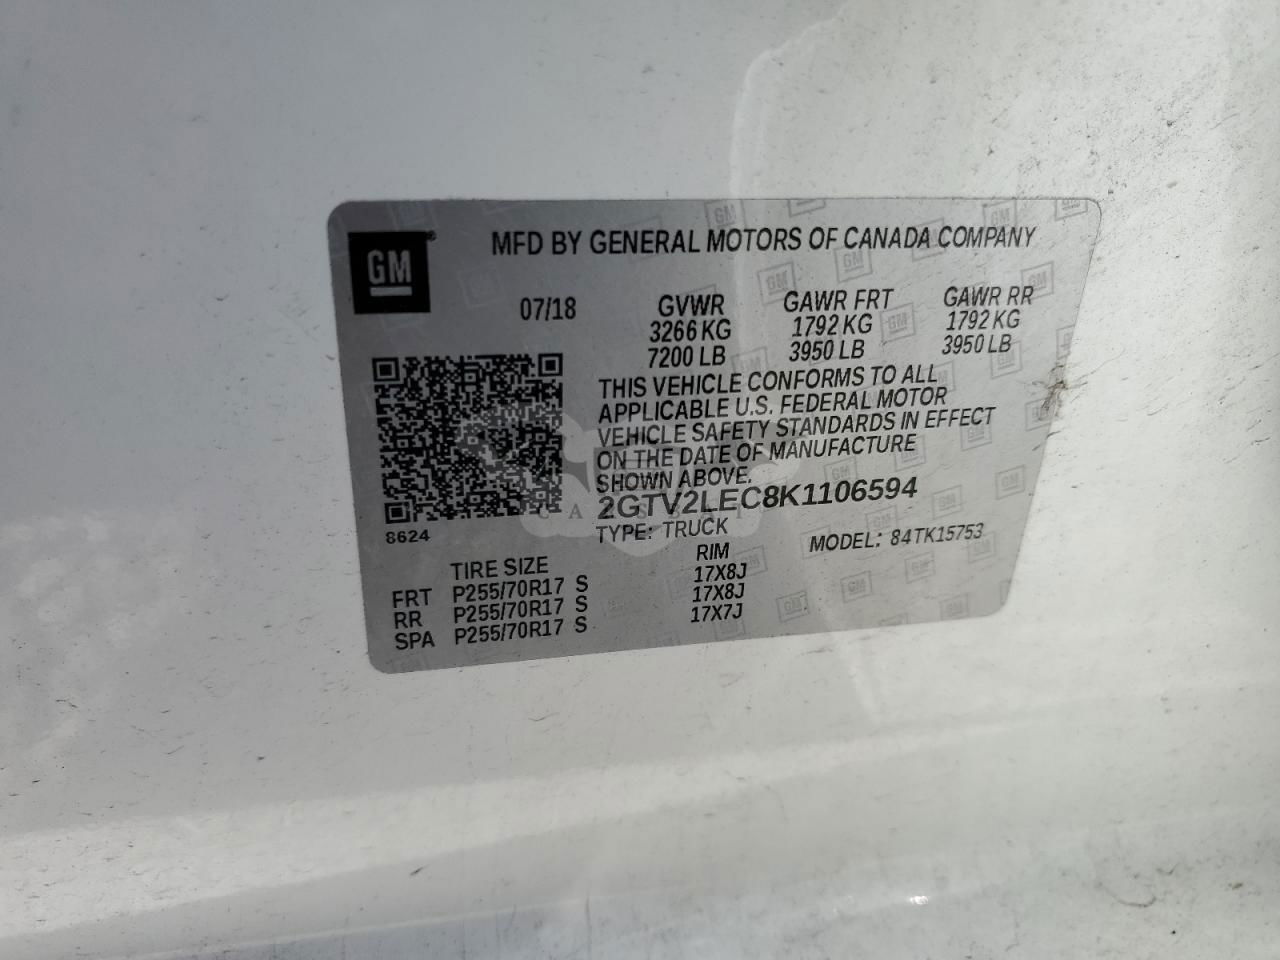 GM
MFD BY GENERAL MOTORS OF CANADA COMPANY
07/18 GVWR GAWR FRT GAWR RR
3266 KG 1792 KG 1792 KG
7200 LB 3950 LB 3950 LB
THIS VEHICLE CONFORMS TO ALL
APPLICABLE U.S. FEDERAL MOTOR
VEHICLE SAFETY STANDARDS IN EFFECT
ON THE DATE OF MANUFACTURE
SHOWN ABOVE.
2GTV2LEC8K1106594
8624 TYPE: TRUCK MODEL: 84TK15753
TIRE SIZE RIM
FRT P255/70R17 S 17X8J
RR P255/70R17 S 17X8J
SPA P255/70R17 S 17X7J